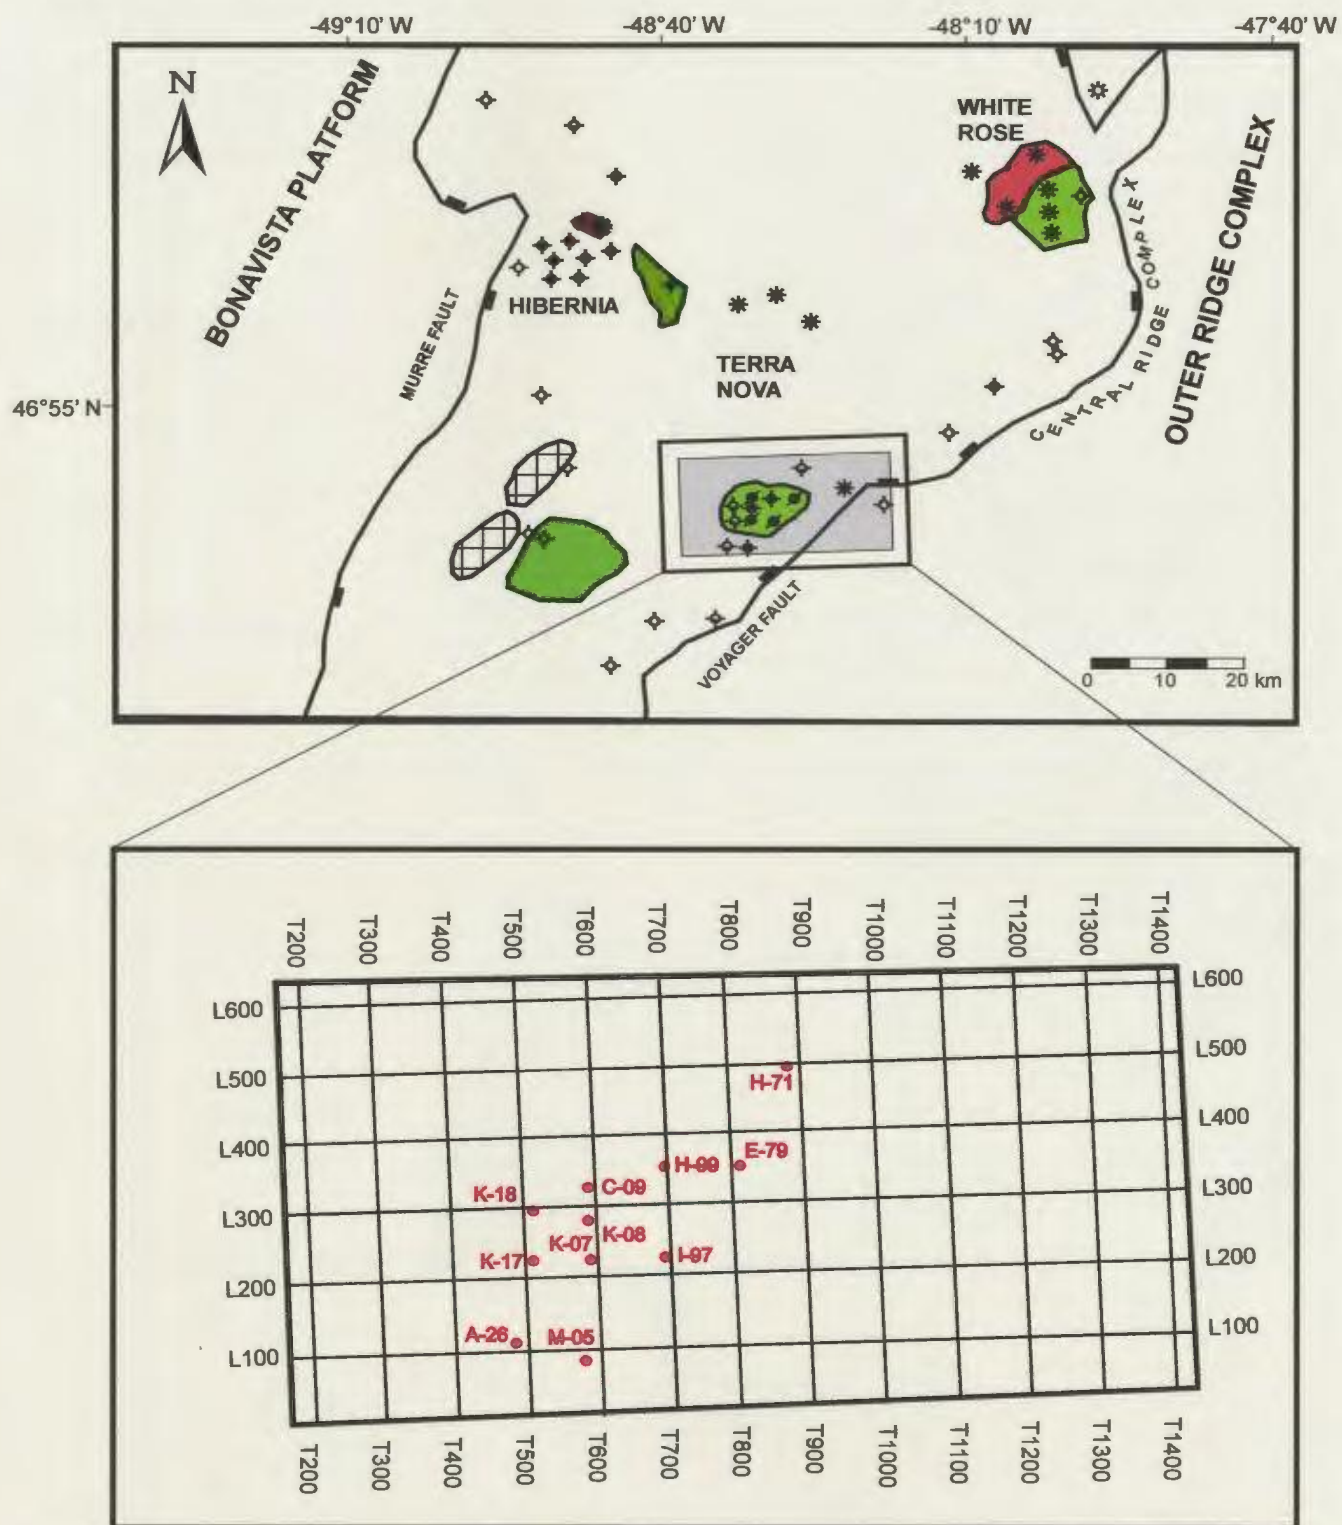 -49°10' W
-48°40' W
-48°10' W
-47°40' W
N
BONAVISTA PLATFORM
WHITE
ROSE
CENTRAL RIDGE COMPLEX
OUTER RIDGE COMPLEX
HIBERNIA
MURRE FAULT
TERRA
NOVA
46°55' N
VOYAGER FAULT
0 10 20 km
T200 T300 T400 T500 T600 T700 T800 T900 T1000 T1100 T1200 T1300 T1400
L600 L600
L500 L500
H-71
L400 L400
H-99 E-79
K-18 C-09
L300 L300
K-07 K-08
K-17 I-97
L200 L200
A-26 M-05
L100 L100
T200 T300 T400 T500 T600 T700 T800 T900 T1000 T1100 T1200 T1300 T1400